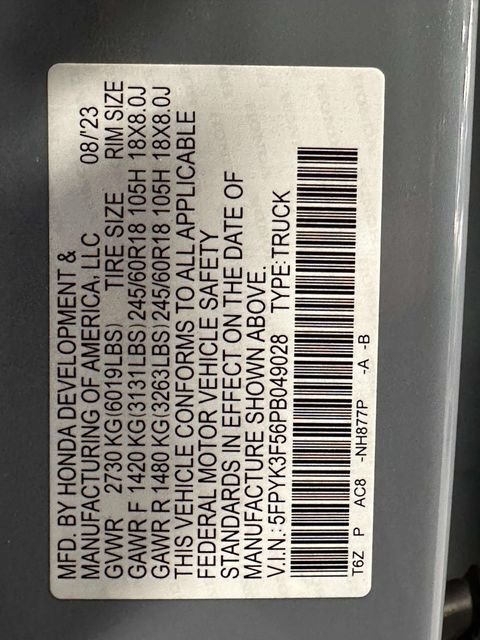 MFD. BY HONDA DEVELOPMENT &
MANUFACTURING OF AMERICA, LLC 08/'23
GVWR 2730 KG(6019LBS) TIRE SIZE RIM SIZE
GAWR F 1420 KG(3131LBS) 245/60R18 105H 18X8.0J
GAWR R 1480 KG(3263LBS) 245/60R18 105H 18X8.0J
THIS VEHICLE CONFORMS TO ALL APPLICABLE
FEDERAL MOTOR VEHICLE SAFETY
STANDARDS IN EFFECT ON THE DATE OF
MANUFACTURE SHOWN ABOVE.
V.I.N.: 5FPYK3F56PB049028 TYPE: TRUCK
T6Z P AC8 -NH877P -A -B